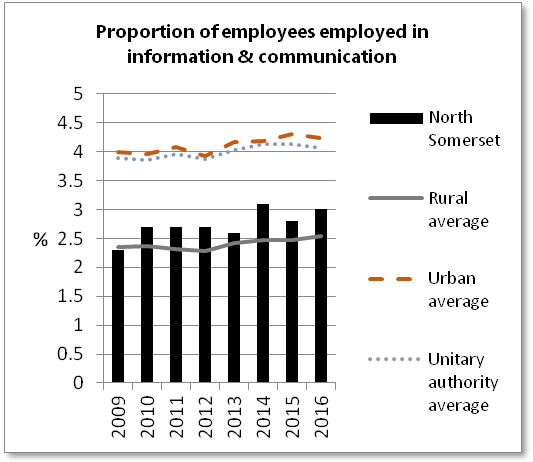 Proportion of employees employed in
information & communication
5
4.5
4
3.5
3
2.5
2
1.5
1
0.5
0
%
2009
2010
2011
2012
2013
2014
2015
2016
North
Somerset
Rural
average
Urban
average
Unitary
authority
average